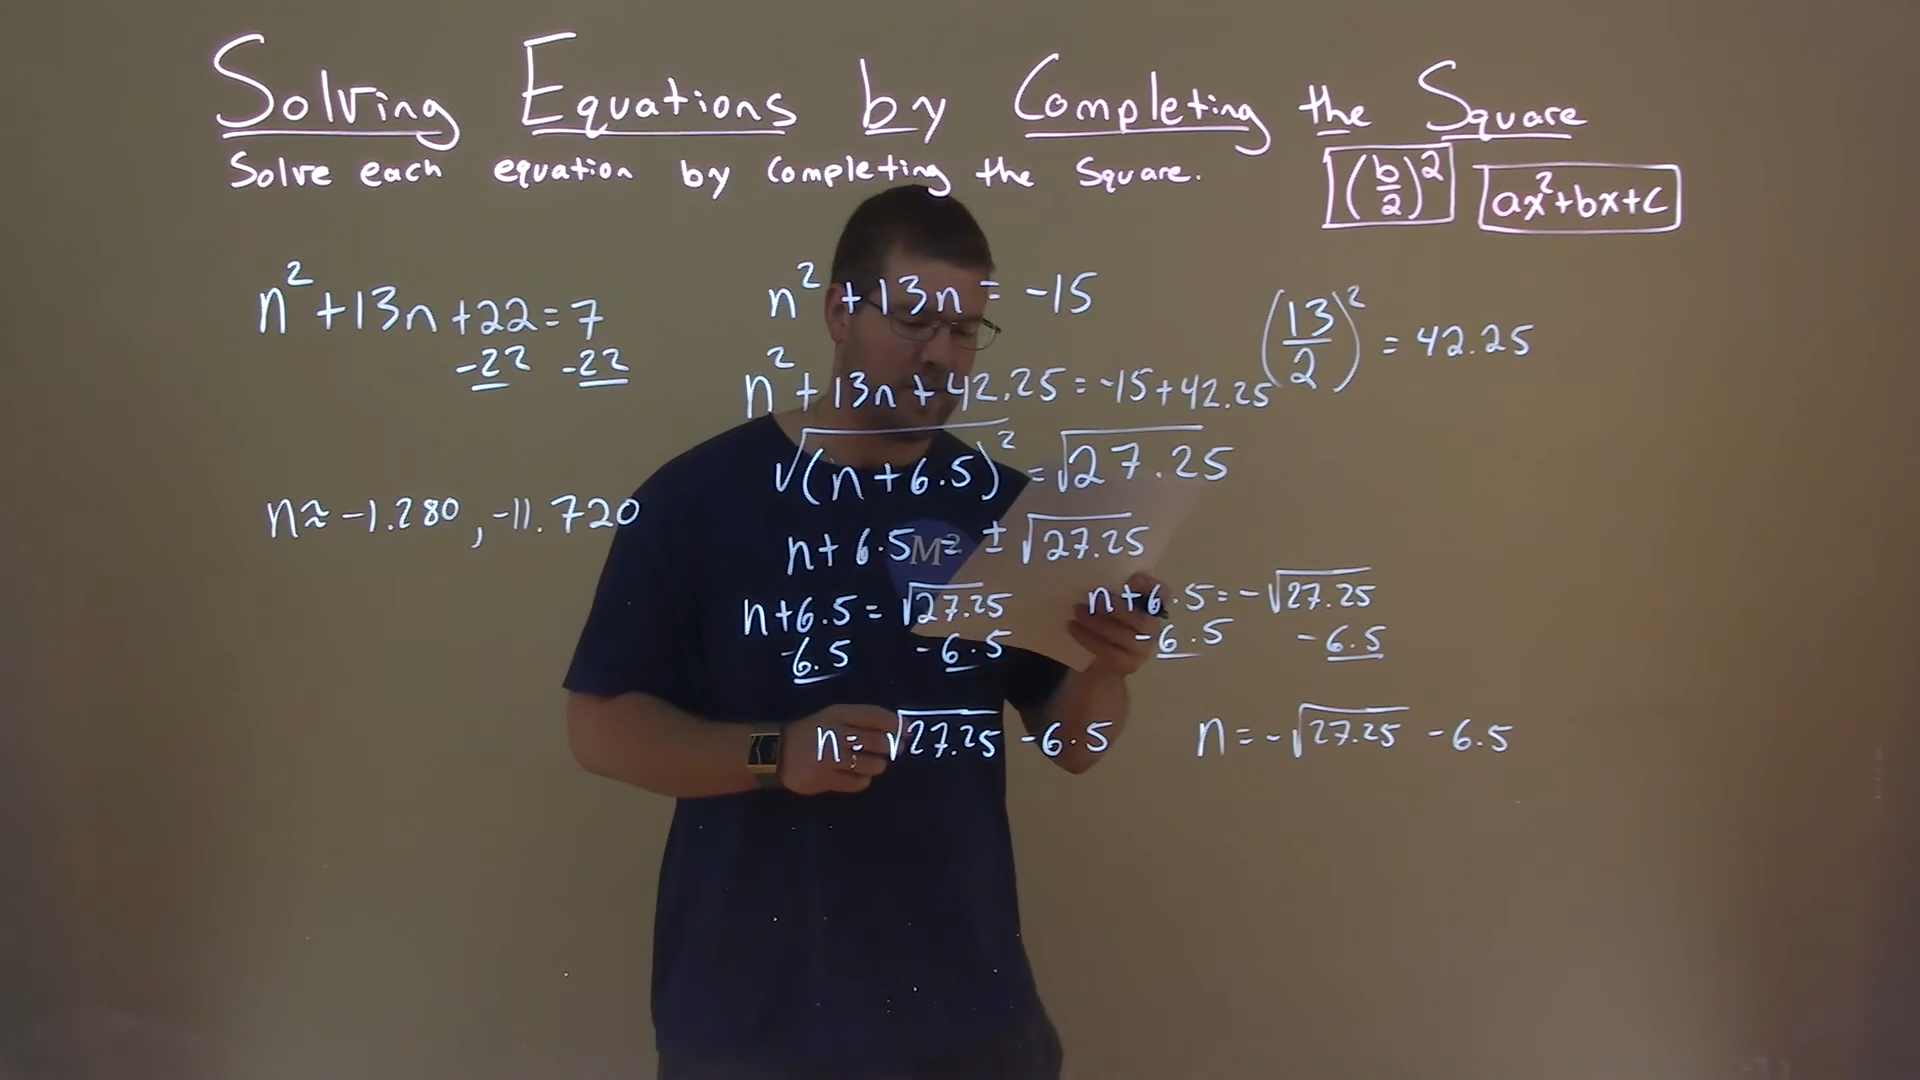 Solving Equations by Completing the Square
Solve each equation by Completing the Square.
(b/2)²
ax²+bx+c
n²+13n+22=7
-22 -22
n≈-1.280, -11.720
n²+13n=-15
n²+13n+42.25=-15+42.25
√(n+6.5)²=√27.25
n+6.5=±√27.25
n+6.5=√27.25
-6.5 -6.5
n=√27.25-6.5
n+6.5=-√27.25
-6.5 -6.5
n=-√27.25-6.5
(13/2)²=42.25
M²